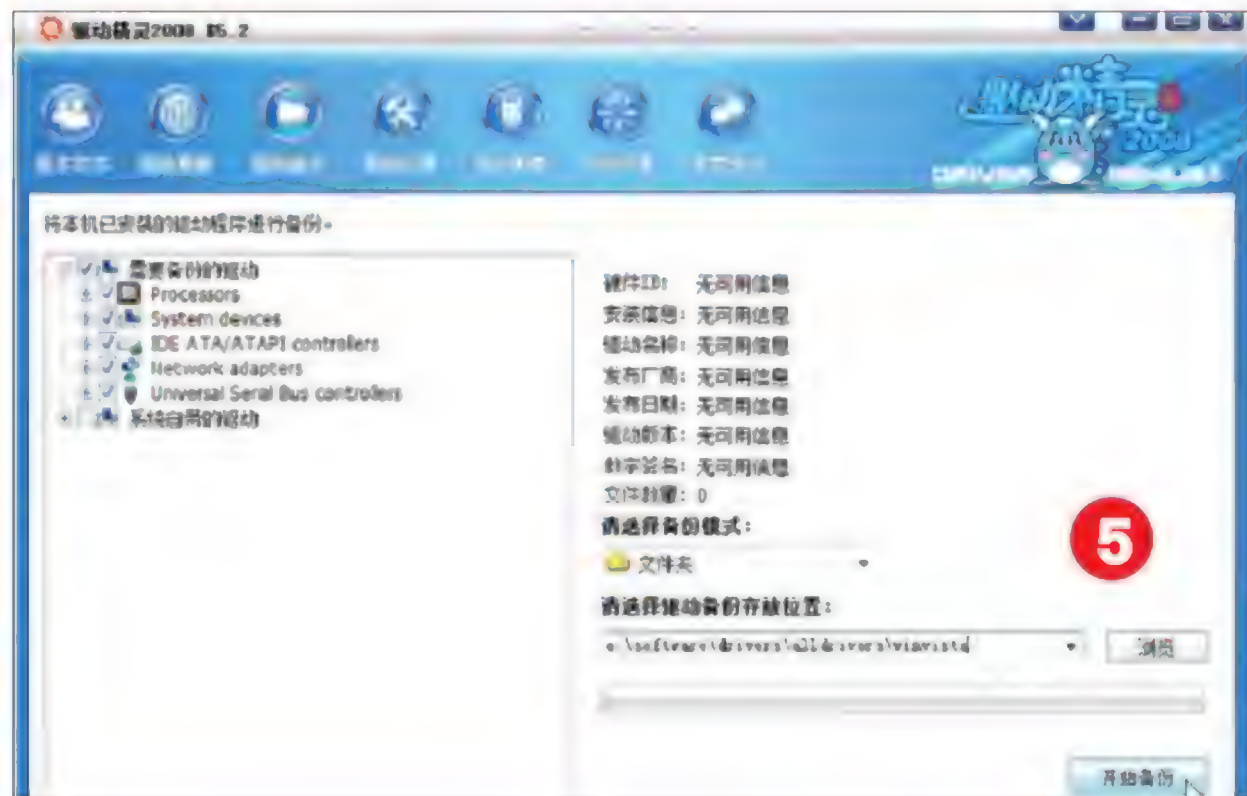 驱动精灵2008
驱动精灵
2008
将本机已安装的驱动程序进行备份。
需要备份的驱动
Processors
System devices
IDE ATA/ATAPI controllers
Network adapters
Universal Serial Bus controllers
系统自带的驱动
硬件ID: 无可用信息
安装信息: 无可用信息
驱动名称: 无可用信息
发布厂商: 无可用信息
发布日期: 无可用信息
驱动版本: 无可用信息
数字签名: 无可用信息
文件数量: 0
请选择备份模式:
文件夹
5
请选择驱动备份存放位置:
浏览
开始备份